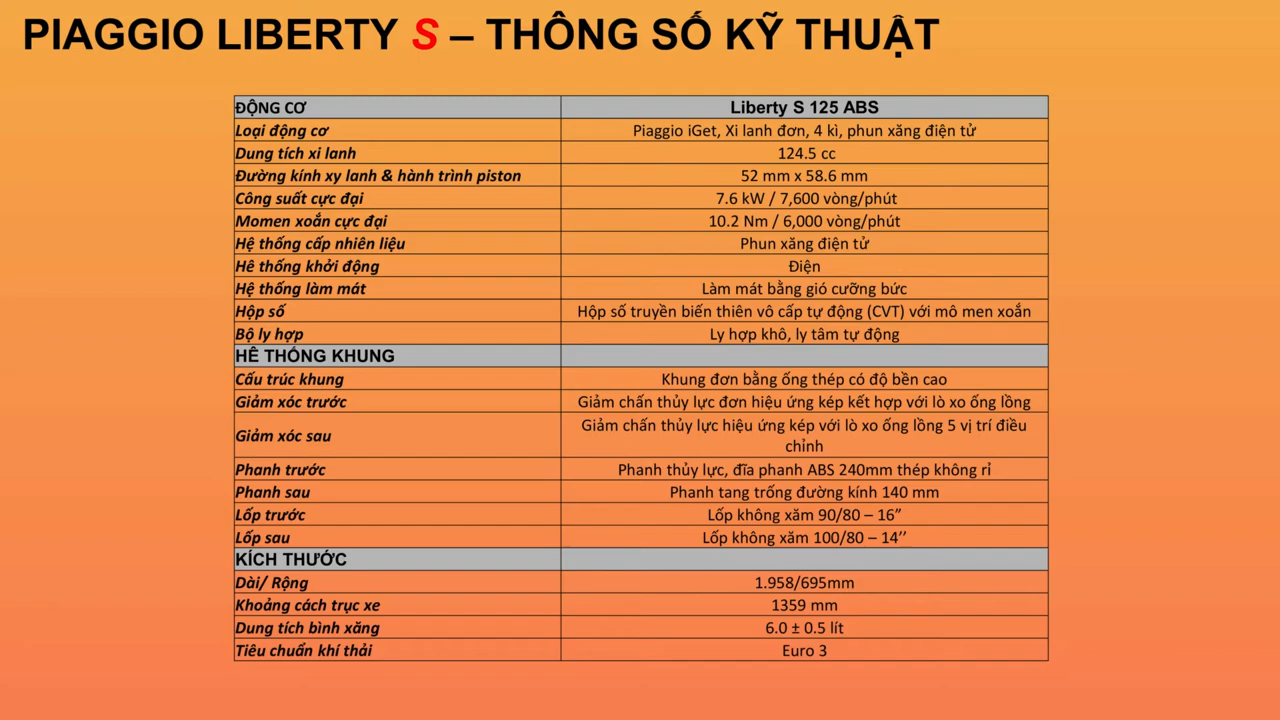 PIAGGIO LIBERTY S – THÔNG SỐ KỸ THUẬT
ĐỘNG CƠ Liberty S 125 ABS
Loại động cơ Piaggio iGet, Xi lanh đơn, 4 kì, phun xăng điện tử
Dung tích xi lanh 124.5 cc
Đường kính xy lanh & hành trình piston 52 mm x 58.6 mm
Công suất cực đại 7.6 kW / 7,600 vòng/phút
Momen xoắn cực đại 10.2 Nm / 6,000 vòng/phút
Hệ thống cấp nhiên liệu Phun xăng điện tử
Hê thống khởi động Điện
Hệ thống làm mát Làm mát bằng gió cưỡng bức
Hộp số Hộp số truyền biến thiên vô cấp tự động (CVT) với mô men xoắn
Bộ ly hợp Ly hợp khô, ly tâm tự động
HỆ THỐNG KHUNG
Cấu trúc khung Khung đơn bằng ống thép có độ bền cao
Giảm xóc trước Giảm chấn thủy lực đơn hiệu ứng kép kết hợp với lò xo ống lồng
Giảm xóc sau Giảm chấn thủy lực hiệu ứng kép với lò xo ống lồng 5 vị trí điều
chỉnh
Phanh trước Phanh thủy lực, đĩa phanh ABS 240mm thép không rỉ
Phanh sau Phanh tang trống đường kính 140 mm
Lốp trước Lốp không xăm 90/80 – 16”
Lốp sau Lốp không xăm 100/80 – 14’’
KÍCH THƯỚC
Dài/ Rộng 1.958/695mm
Khoảng cách trục xe 1359 mm
Dung tích bình xăng 6.0 ± 0.5 lít
Tiêu chuẩn khí thải Euro 3